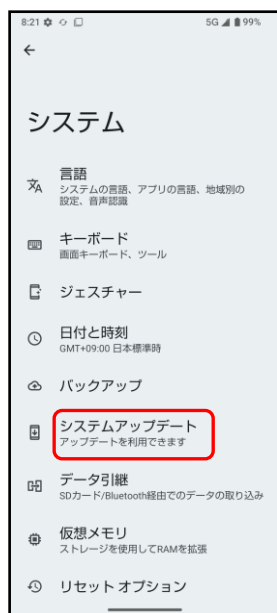 8:21 5G 99%
システム
言語
システムの言語、アプリの言語、地域別の
設定、音声認識
キーボード
画面キーボード、ツール
ジェスチャー
日付と時刻
GMT+09:00 日本標準時
バックアップ
システムアップデート
アップデートを利用できます
データ引継
SDカード/Bluetooth経由でのデータの取り込み
仮想メモリ
ストレージを使用してRAMを拡張
リセット オプション